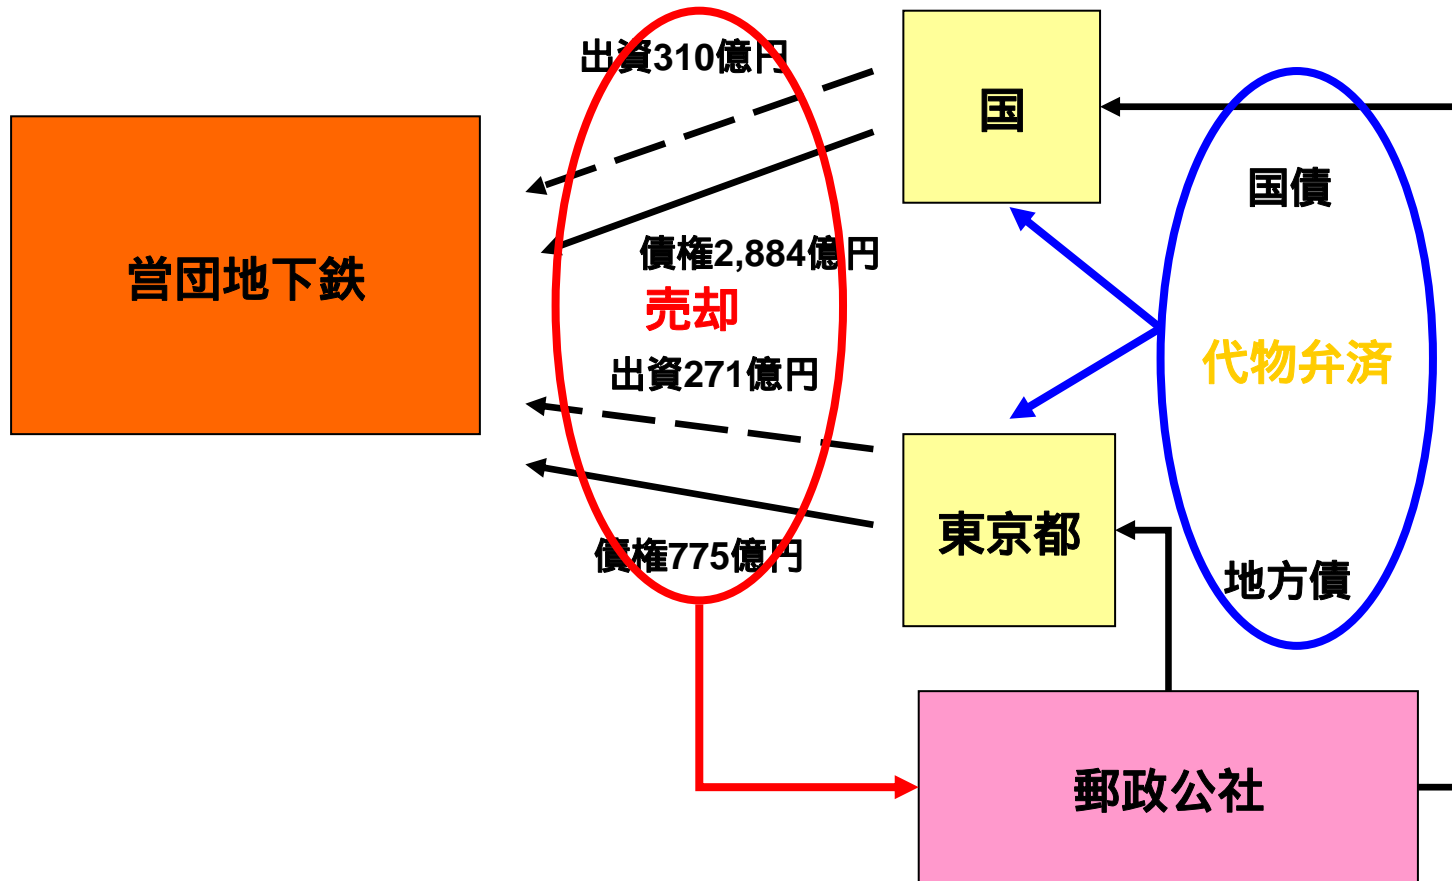 出資310億円
国
国債
営団地下鉄
債権2,884億円
売却
代物弁済
出資271億円
東京都
債権775億円
地方債
郵政公社